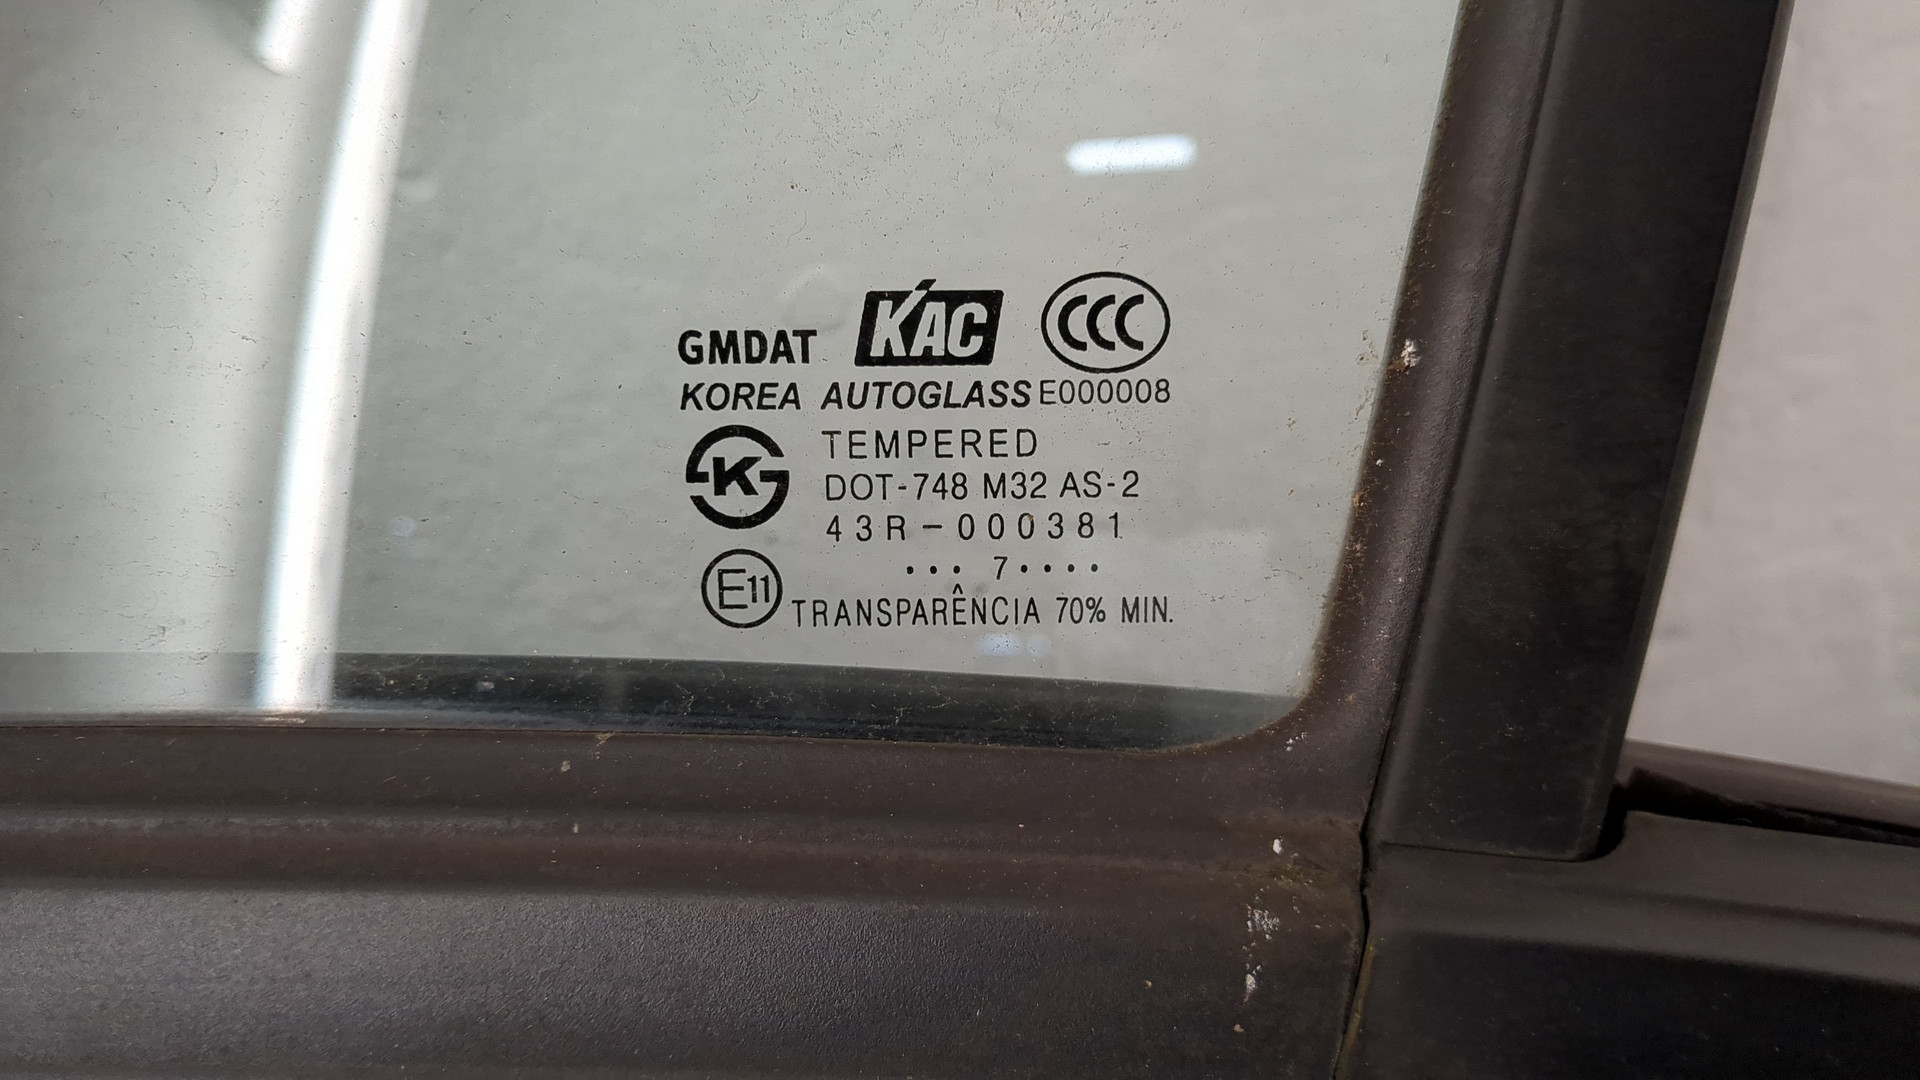 GMDAT KAC CCC
KOREA AUTOGLASS E000008
K TEMPERED
DOT-748 M32 AS-2
43R-000381
••• 7••••
E11 TRANSPARÊNCIA 70% MIN.